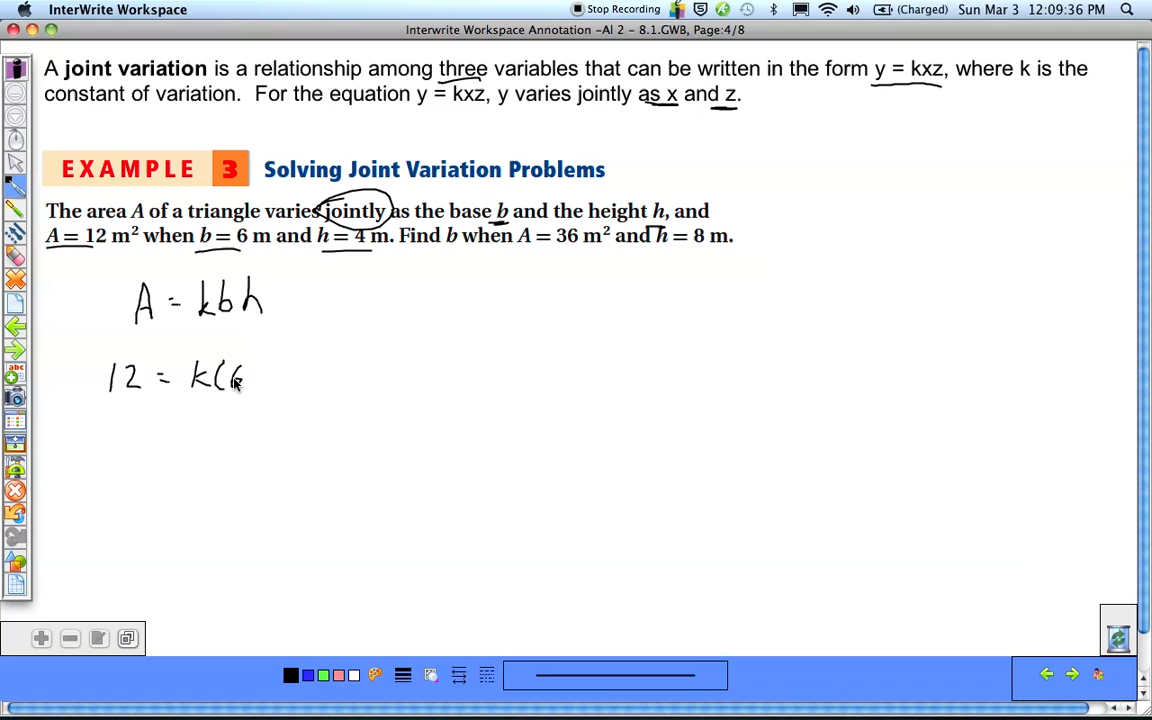 InterWrite Workspace
Stop Recording
(Charged)
Sun Mar 3
12:09:36 PM
Interwrite Workspace Annotation -Al 2 - 8.1.GWB, Page:4/8
A joint variation is a relationship among three variables that can be written in the form y = kxz, where k is the
constant of variation. For the equation y = kxz, y varies jointly as x and z.
EXAMPLE 3 Solving Joint Variation Problems
The area A of a triangle varies jointly as the base b and the height h, and
A = 12 m² when b = 6 m and h = 4 m. Find b when A = 36 m² and h = 8 m.
A = kbh
12 = k(6
abc